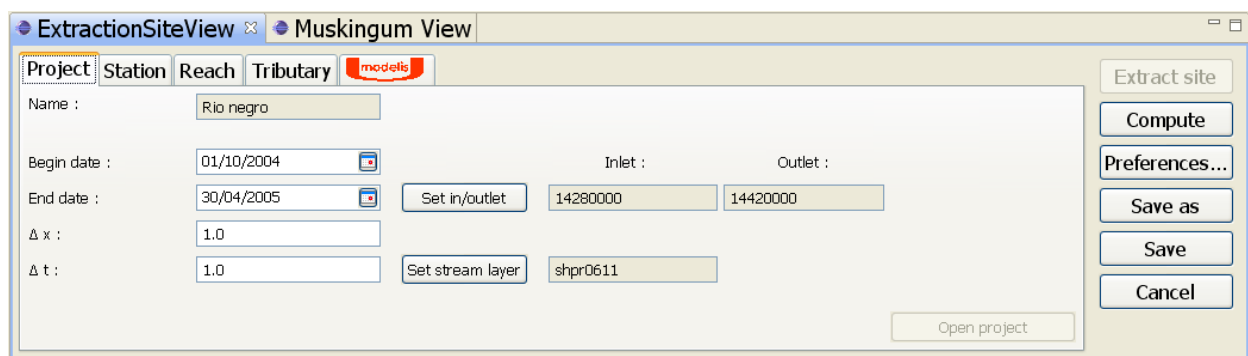 ExtractionSiteView Muskingum View
Project Station Reach Tributary modelis
Extract site
Name : Rio negro
Compute
Begin date : 01/10/2004 Inlet : Outlet :
Preferences...
End date : 30/04/2005 Set in/outlet 14280000 14420000
Save as
Δ x : 1.0
Save
Δ t : 1.0 Set stream layer shpr0611
Cancel
Open project